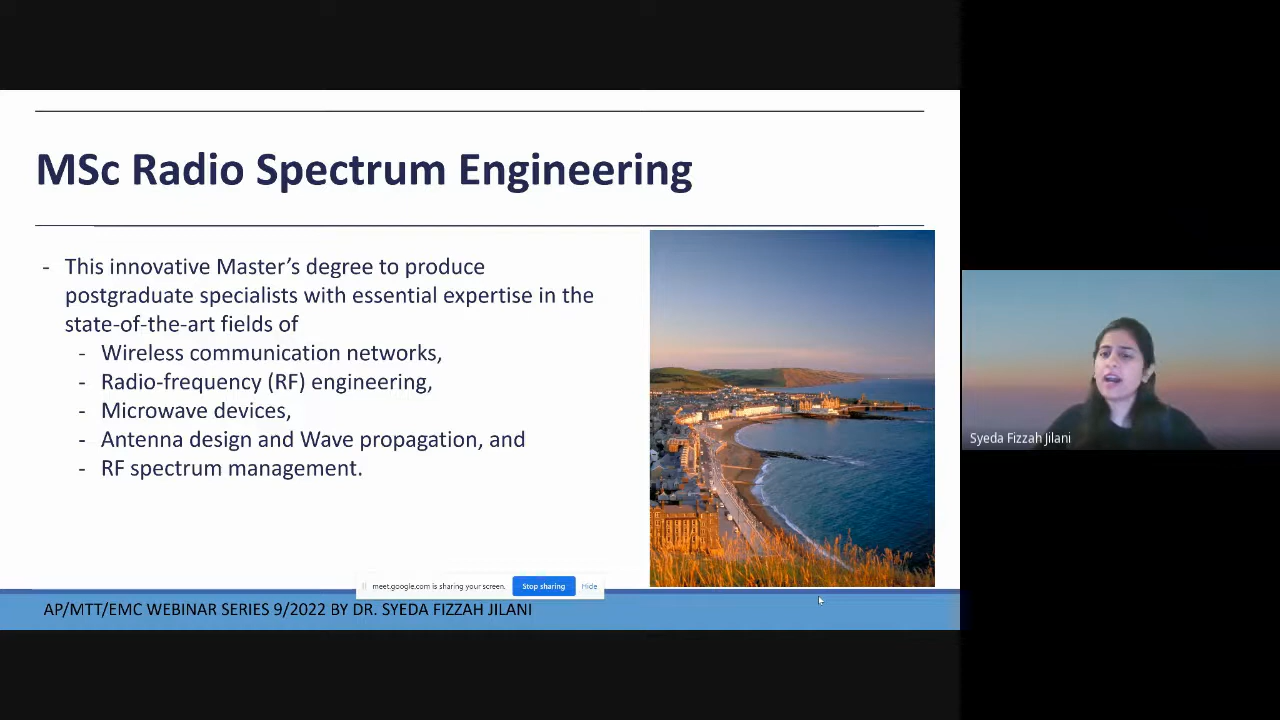 MSc Radio Spectrum Engineering
- This innovative Master’s degree to produce
postgraduate specialists with essential expertise in the
state-of-the-art fields of
- Wireless communication networks,
- Radio-frequency (RF) engineering,
- Microwave devices,
- Antenna design and Wave propagation, and
- RF spectrum management.
Syeda Fizzah Jilani
meet.google.com is sharing your screen. Stop sharing Hide
AP/MTT/EMC WEBINAR SERIES 9/2022 BY DR. SYEDA FIZZAH JILANI